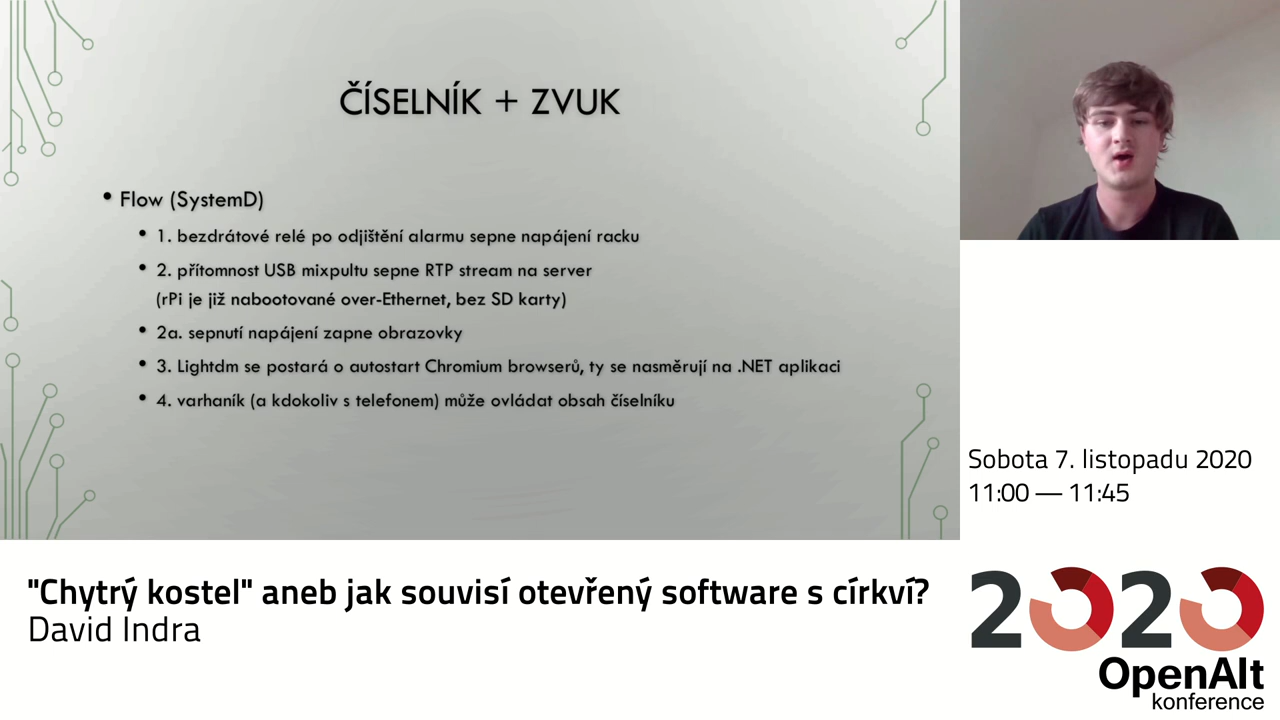 ČÍSELNÍK + ZVUK
• Flow (SystemD)
• 1. bezdrátové relé po odjištění alarmu sepne napájení racku
• 2. přítomnost USB mixpultu sepne RTP stream na server
(rPi je již nabootované over-Ethernet, bez SD karty)
• 2a. sepnutí napájení zapne obrazovky
• 3. Lightdm se postará o autostart Chromium browserů, ty se nasměrují na .NET aplikaci
• 4. varhaník (a kdokoliv s telefonem) může ovládat obsah číselníku
Sobota 7. listopadu 2020
11:00 — 11:45
"Chytrý kostel" aneb jak souvisí otevřený software s církví?
David Indra
2020
OpenAlt
konference